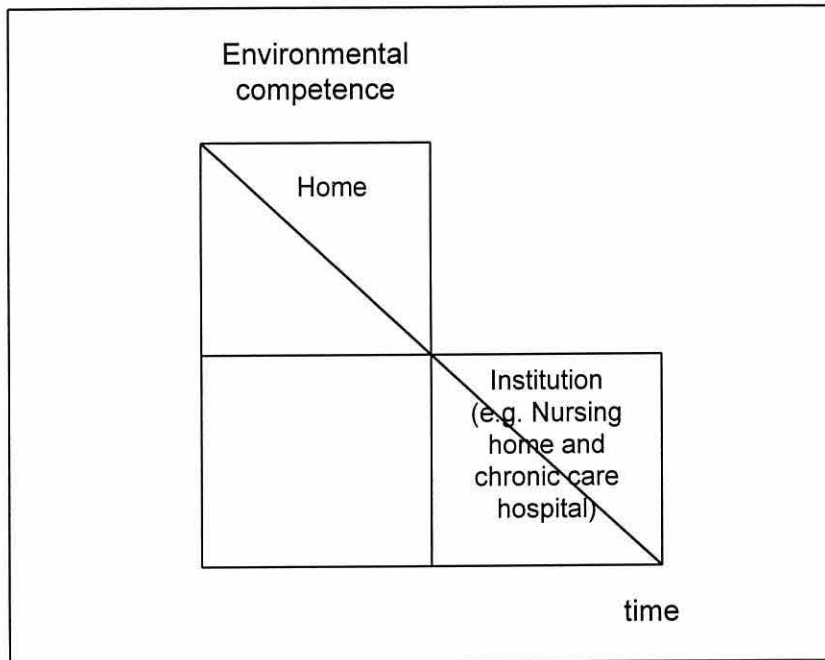 Environmental
competence
Home
Institution
(e.g. Nursing
home and
chronic care
hospital)
time